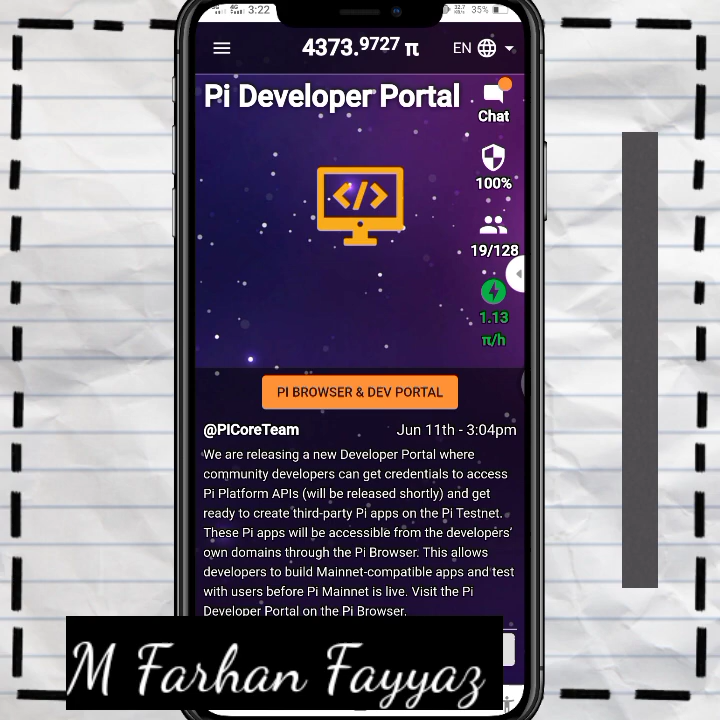 3:22
35%
4373.9727 π
EN
Pi Developer Portal
Chat
100%
19/128
1.13
π/h
PI BROWSER & DEV PORTAL
@PiCoreTeam
Jun 11th - 3:04pm
We are releasing a new Developer Portal where
community developers can get credentials to access
Pi Platform APIs (will be released shortly) and get
ready to create third-party Pi apps on the Pi Testnet.
These Pi apps will be accessible from the developers'
own domains through the Pi Browser. This allows
developers to build Mainnet-compatible apps and test
with users before Pi Mainnet is live. Visit the Pi
Developer Portal on the Pi Browser.
M Farhan Fayyaz